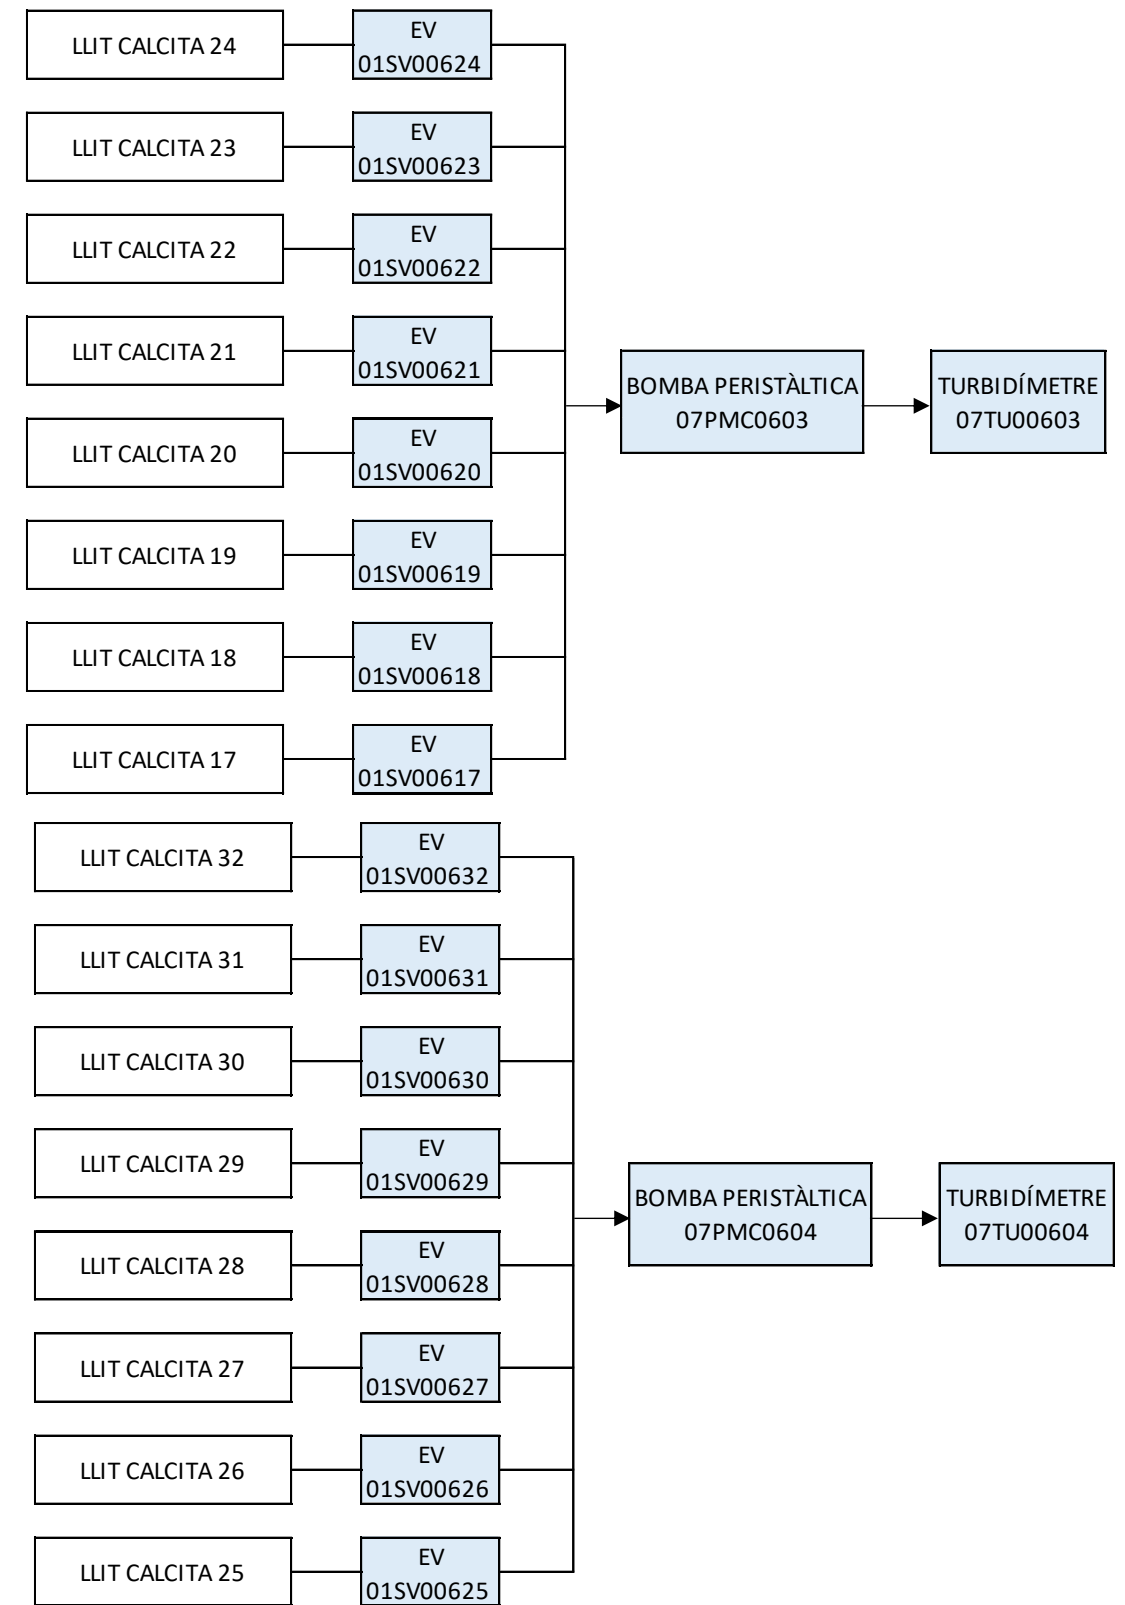 LLIT CALCITA 24
EV
01SV00624
LLIT CALCITA 23
EV
01SV00623
LLIT CALCITA 22
EV
01SV00622
LLIT CALCITA 21
EV
01SV00621
LLIT CALCITA 20
EV
01SV00620
LLIT CALCITA 19
EV
01SV00619
LLIT CALCITA 18
EV
01SV00618
LLIT CALCITA 17
EV
01SV00617
BOMBA PERISTÀLTICA
07PMC0603
TURBIDÍMETRE
07TU00603
LLIT CALCITA 32
EV
01SV00632
LLIT CALCITA 31
EV
01SV00631
LLIT CALCITA 30
EV
01SV00630
LLIT CALCITA 29
EV
01SV00629
LLIT CALCITA 28
EV
01SV00628
LLIT CALCITA 27
EV
01SV00627
LLIT CALCITA 26
EV
01SV00626
LLIT CALCITA 25
EV
01SV00625
BOMBA PERISTÀLTICA
07PMC0604
TURBIDÍMETRE
07TU00604